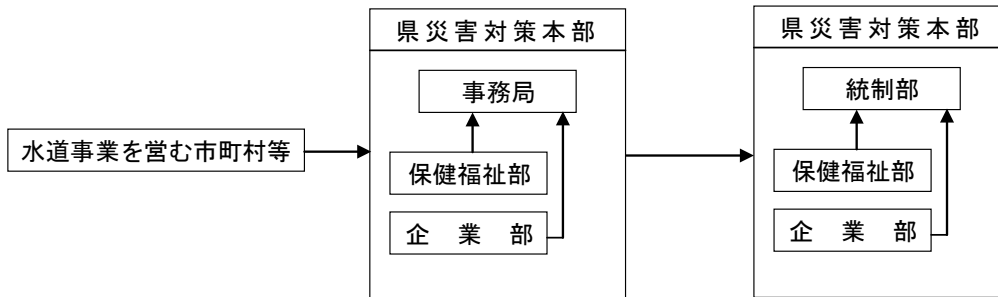 県災害対策本部
事務局
保健福祉部
企業部
水道事業を営む市町村等
県災害対策本部
統制部
保健福祉部
企業部